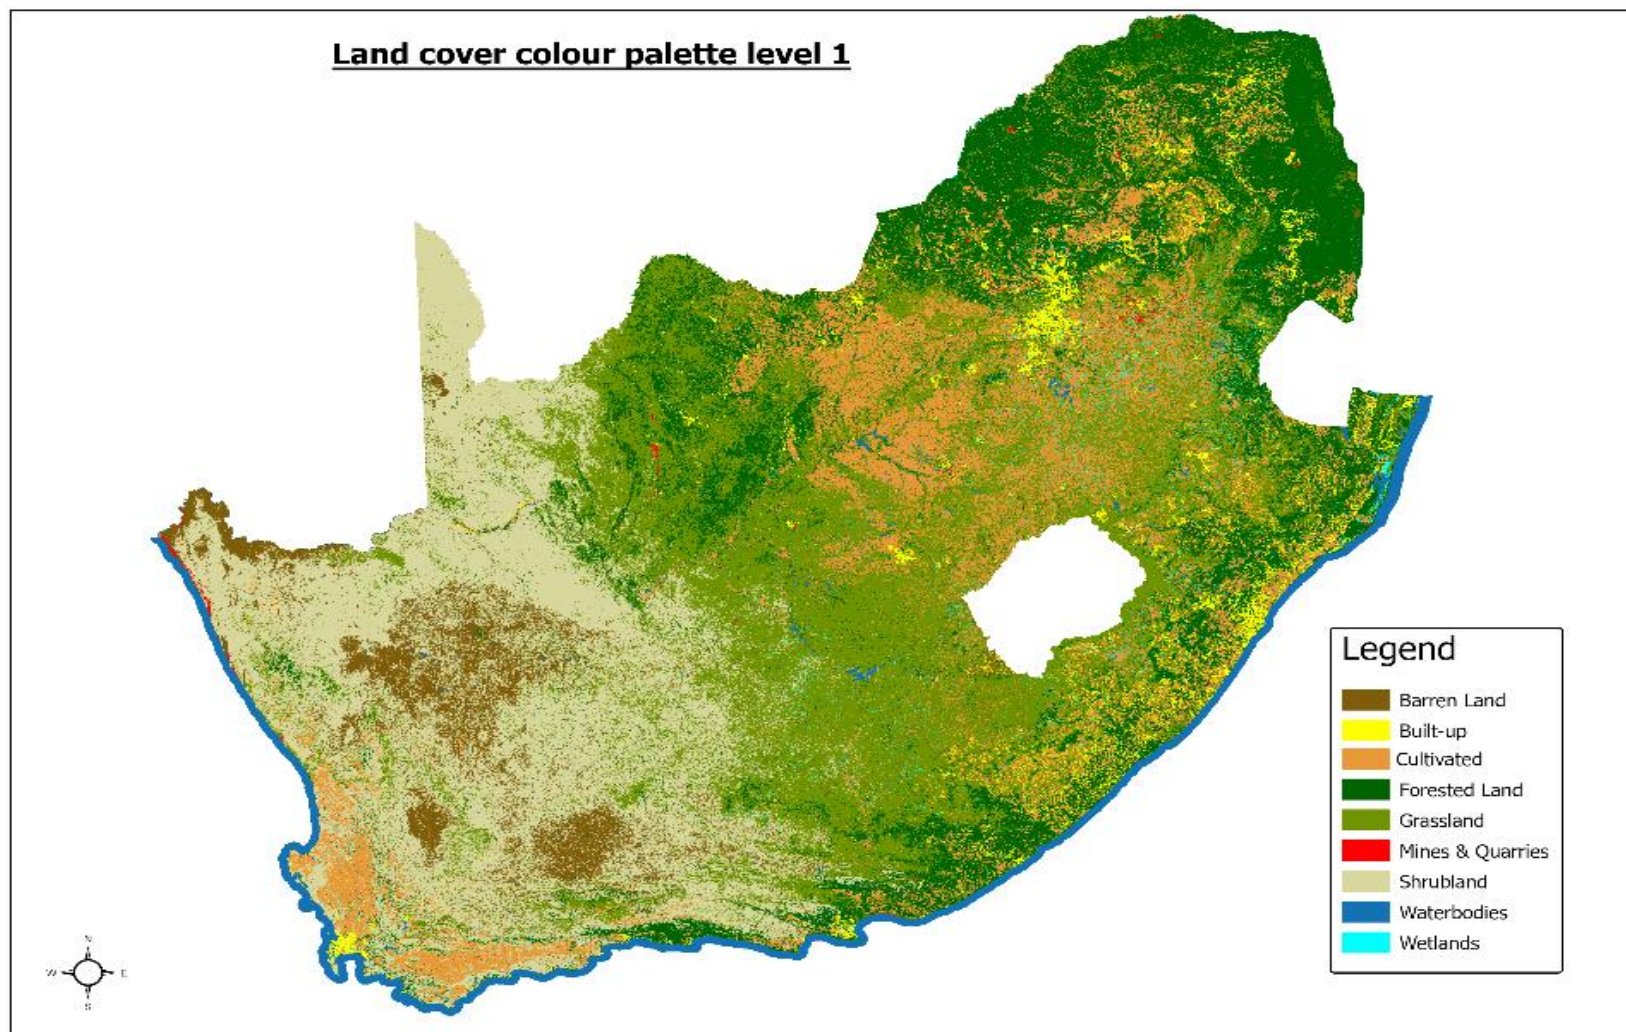 Land cover colour palette level 1
Legend
Barren Land
Built-up
Cultivated
Forested Land
Grassland
Mines & Quarries
Shrubland
Waterbodies
Wetlands
N
W E
S